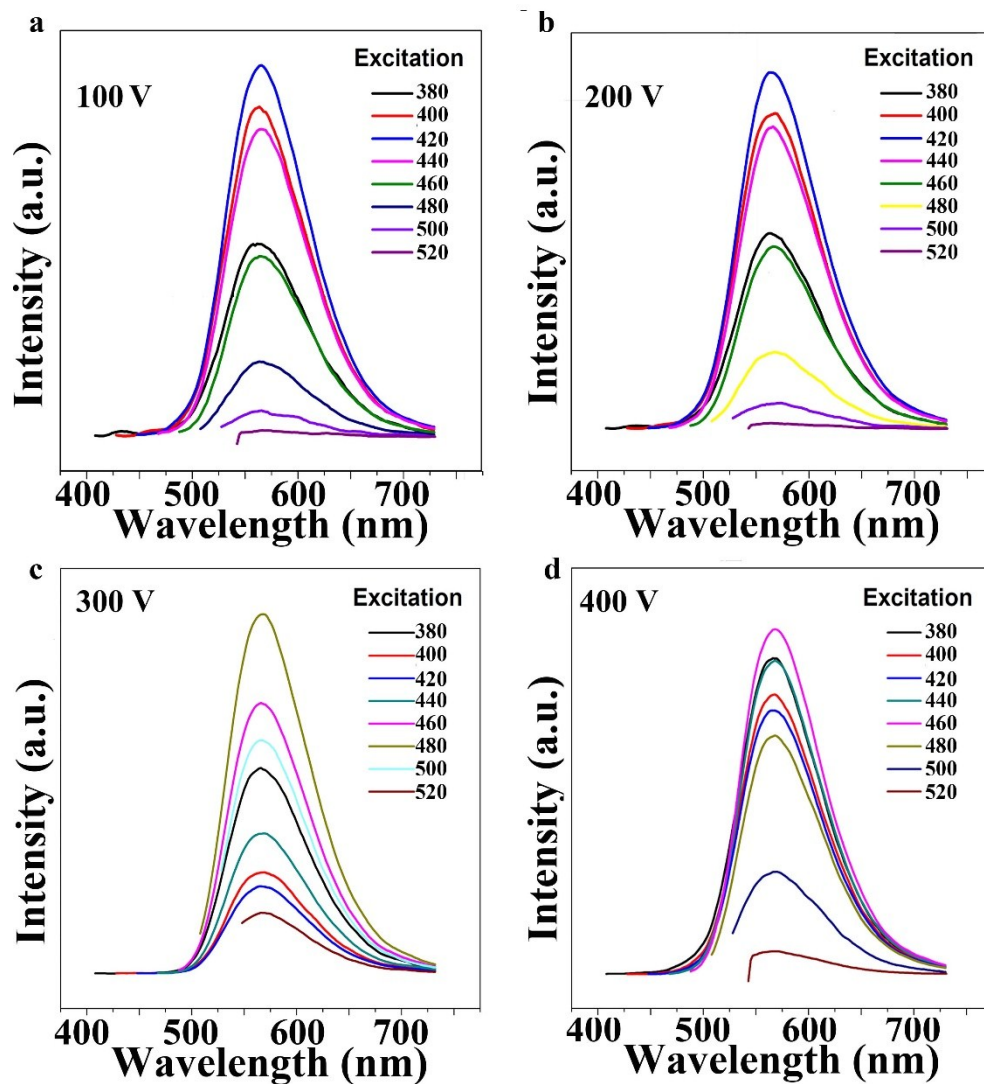 a
100 V
Excitation
380
400
420
440
460
480
500
520
Intensity (a.u.)
400 500 600 700
Wavelength (nm)
b
200 V
Excitation
380
400
420
440
460
480
500
520
Intensity (a.u.)
400 500 600 700
Wavelength (nm)
c
300 V
Excitation
380
400
420
440
460
480
500
520
Intensity (a.u.)
400 500 600 700
Wavelength (nm)
d
400 V
Excitation
380
400
420
440
460
480
500
520
Intensity (a.u.)
400 500 600 700
Wavelength (nm)